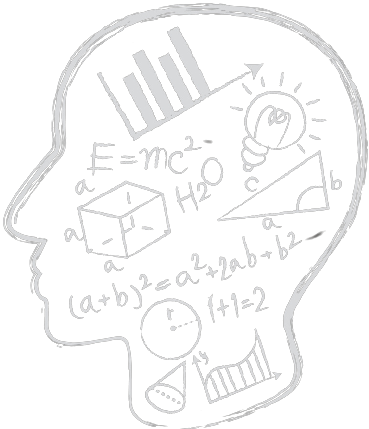 E=mc²
H2O
a
a
a
c
b
a
(a+b)²=a²+2ab+b²
r
1+1=2
y